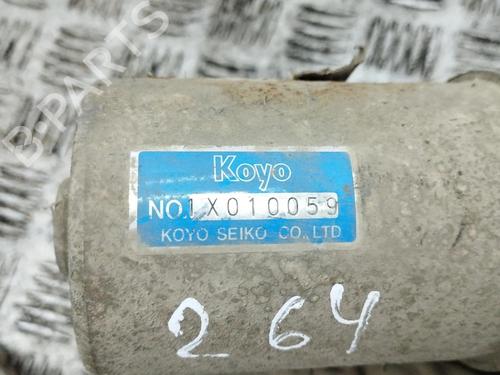 Koyo
NO.1X010059
KOYO SEIKO CO., LTD.
2 64
B-PARTS